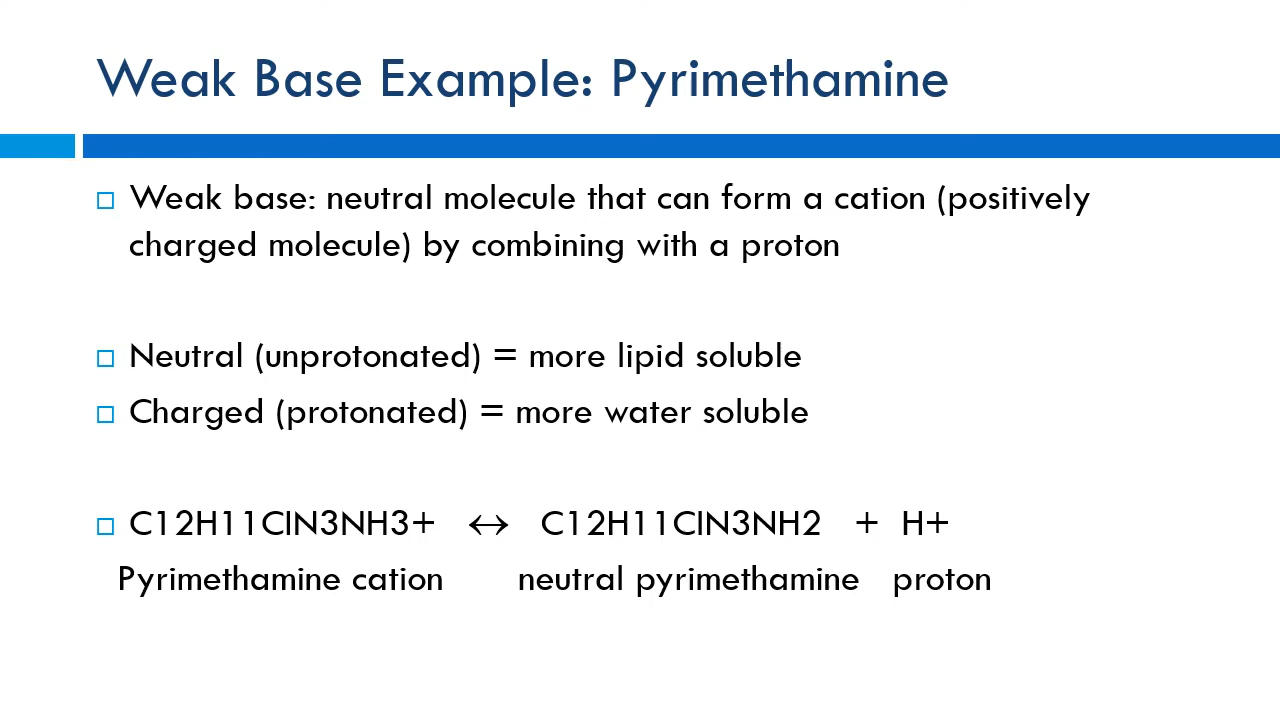 Weak Base Example: Pyrimethamine
Weak base: neutral molecule that can form a cation (positively
charged molecule) by combining with a proton
Neutral (unprotonated) = more lipid soluble
Charged (protonated) = more water soluble
C12H11ClN3NH3+ ↔ C12H11ClN3NH2 + H+
Pyrimethamine cation neutral pyrimethamine proton